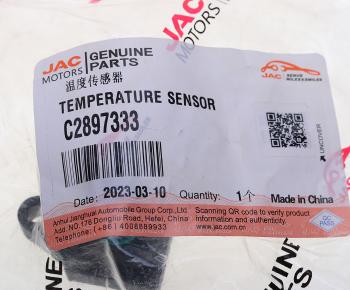 JAC
MOTORS
JAC
MOTORS
GENUINE
PARTS
温度传感器
JAC
SERVE
TEMPERATURE SENSOR
C2897333
UNCOVER
Date: 2023-03-10
Quantity: 1个
Made in China
Anhui Jianghuai Automobile Group Corp., Ltd.
Add. NO.176 Dongliu Road, Hefei, China
Telephone: (+86) 4008889933
Scanning QR code to verify product
information and authenticity.
www.jac.com.cn
QC
PASS